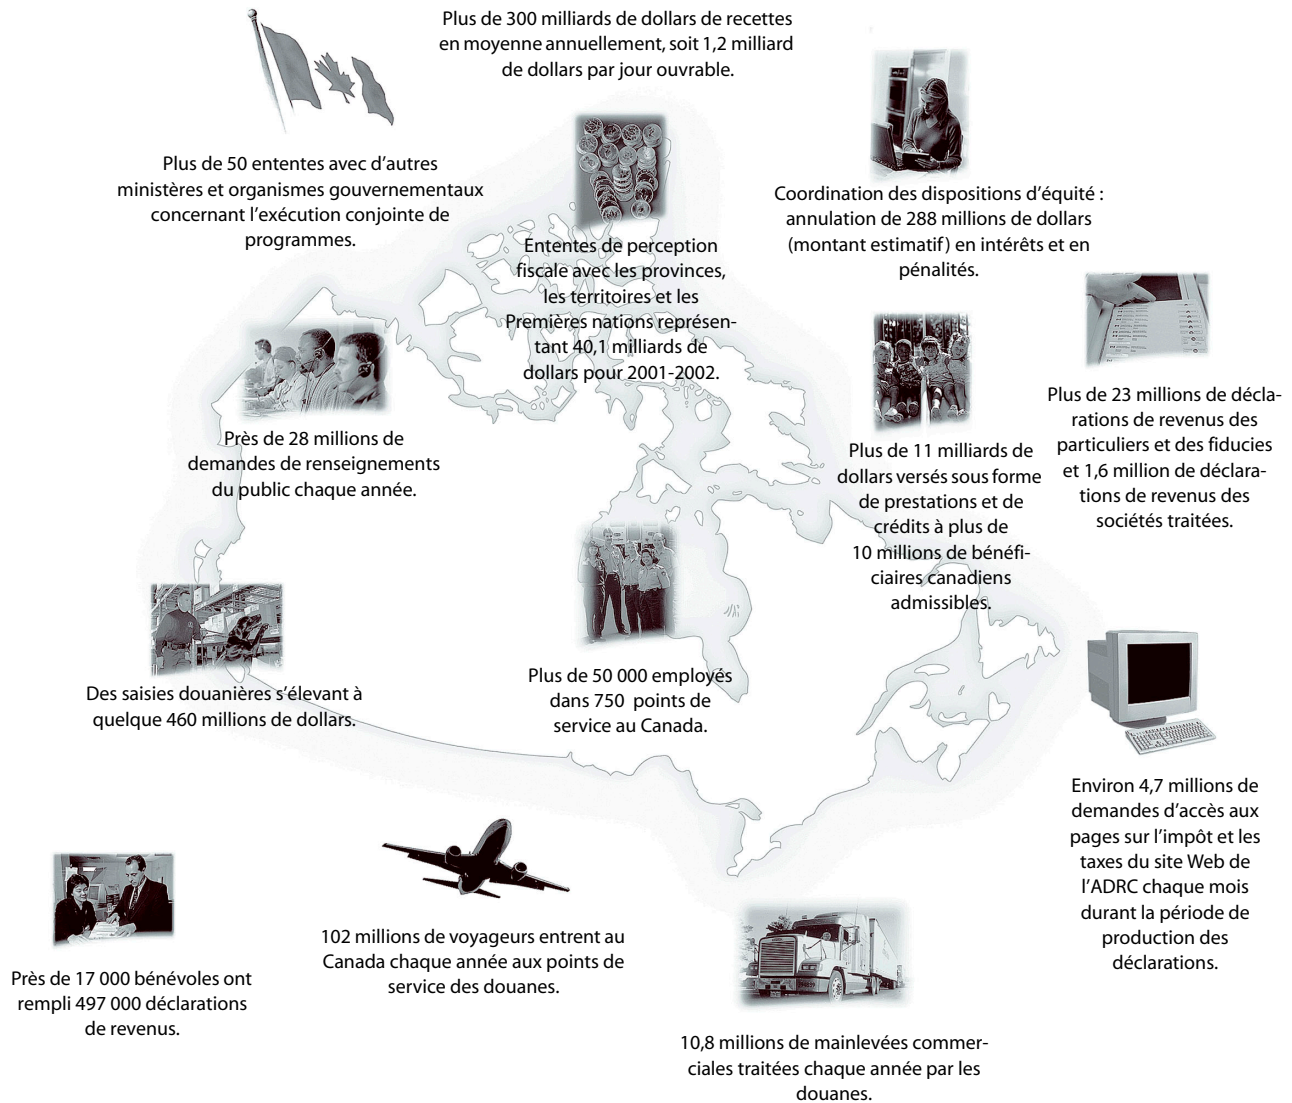 Plus de 300 milliards de dollars de recettes
en moyenne annuellement, soit 1,2 milliard
de dollars par jour ouvrable.
Plus de 50 ententes avec d'autres
ministères et organismes gouvernementaux
concernant l'exécution conjointe de
programmes.
Coordination des dispositions d'équité :
annulation de 288 millions de dollars
(montant estimatif) en intérêts et en
pénalités.
Ententes de perception
fiscale avec les provinces,
les territoires et les
Premières nations représen-
tant 40,1 milliards de
dollars pour 2001-2002.
Plus de 23 millions de décla-
rations de revenus des
particuliers et des fiducies
et 1,6 million de déclara-
tions de revenus des
sociétés traitées.
Près de 28 millions de
demandes de renseignements
du public chaque année.
Plus de 11 milliards de
dollars versés sous forme
de prestations et de
crédits à plus de
10 millions de bénéfi-
ciaires canadiens
admissibles.
Des saisies douanières s'élevant à
quelque 460 millions de dollars.
Plus de 50 000 employés
dans 750 points de
service au Canada.
Environ 4,7 millions de
demandes d'accès aux
pages sur l'impôt et les
taxes du site Web de
l'ADRC chaque mois
durant la période de
production des
déclarations.
Près de 17 000 bénévoles ont
rempli 497 000 déclarations
de revenus.
102 millions de voyageurs entrent au
Canada chaque année aux points de
service des douanes.
10,8 millions de mainlevées commer-
ciales traitées chaque année par les
douanes.